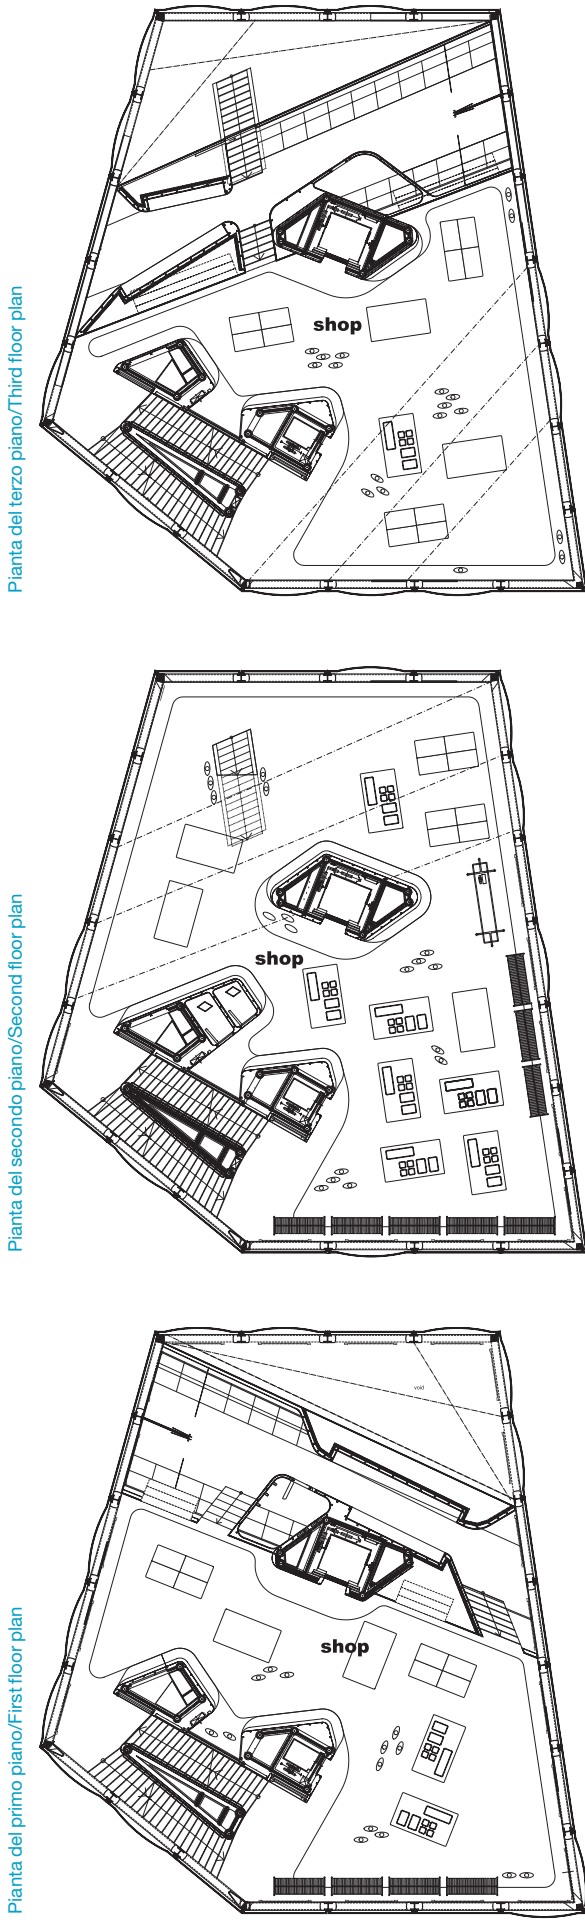 Pianta del terzo piano/Third floor plan
shop
Pianta del secondo piano/Second floor plan
shop
Pianta del primo piano/First floor plan
void
shop